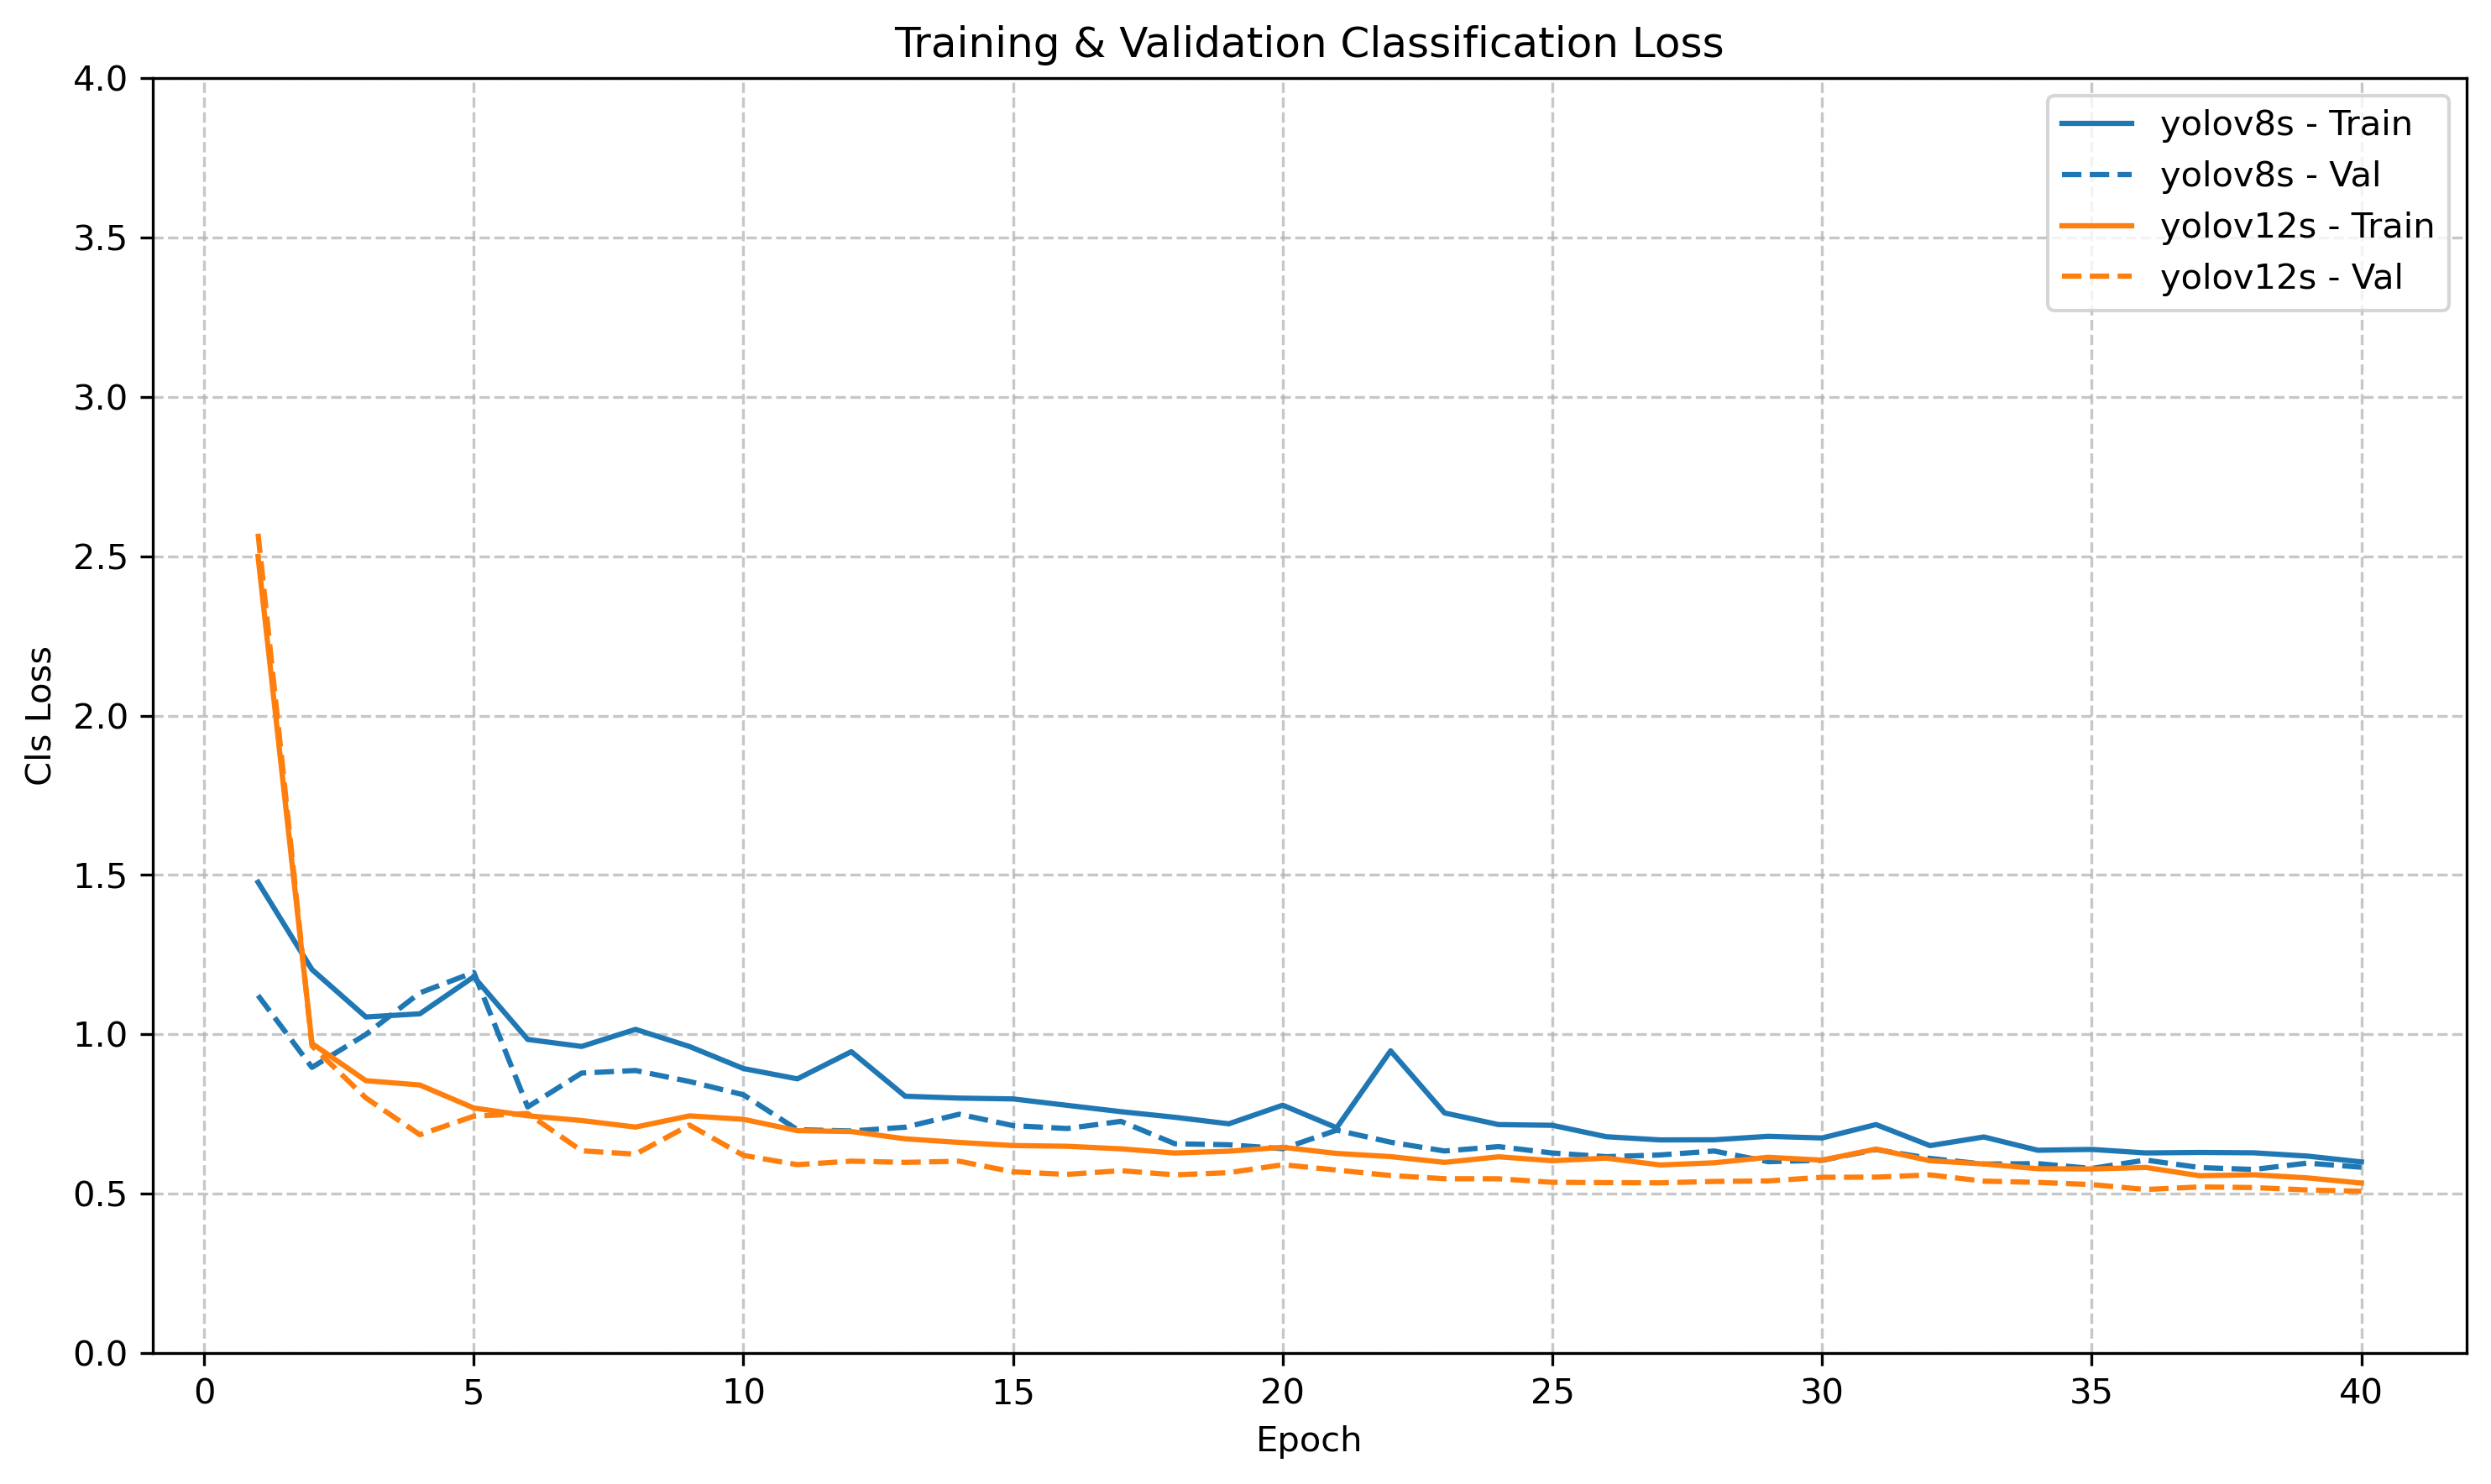 Training & Validation Classification Loss
4.0
3.5
3.0
2.5
2.0
1.5
1.0
0.5
0.0
Cls Loss
yolov8s - Train
yolov8s - Val
yolov12s - Train
yolov12s - Val
0 5 10 15 20 25 30 35 40
Epoch